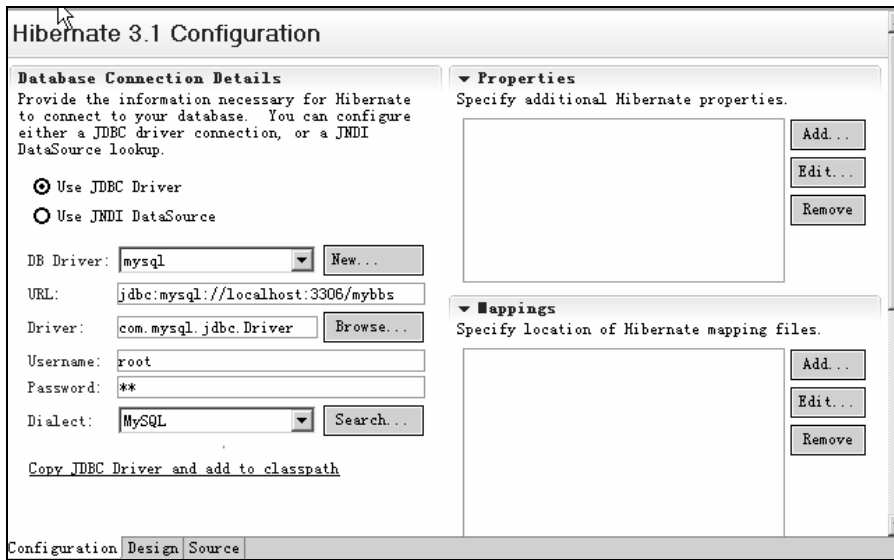 Hibernate 3.1 Configuration
Database Connection Details
Provide the information necessary for Hibernate
to connect to your database. You can configure
either a JDBC driver connection, or a JNDI
DataSource lookup.
Use JDBC Driver
Use JNDI DataSource
DB Driver: mysql New...
URL: jdbc:mysql://localhost:3306/mybbs
Driver: com.mysql.jdbc.Driver Browse...
Username: root
Password: **
Dialect: MySQL Search...
Copy JDBC Driver and add to classpath
Properties
Specify additional Hibernate properties.
Add...
Edit...
Remove
Mappings
Specify location of Hibernate mapping files.
Add...
Edit...
Remove
Configuration Design Source